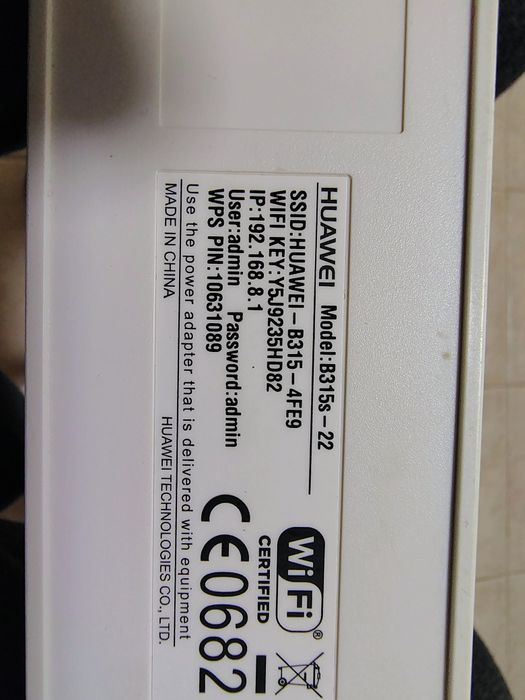 HUAWEI Model:B315s-22
SSID:HUAWEI-B315-4FE9
WIFI KEY:Y5J9235HD82
IP:192.168.8.1
User:admin Password:admin
WPS PIN:10631089
WiFi®
CERTIFIED
CE0682
Use the power adapter that is delivered with equipment
MADE IN CHINA HUAWEI TECHNOLOGIES CO., LTD.